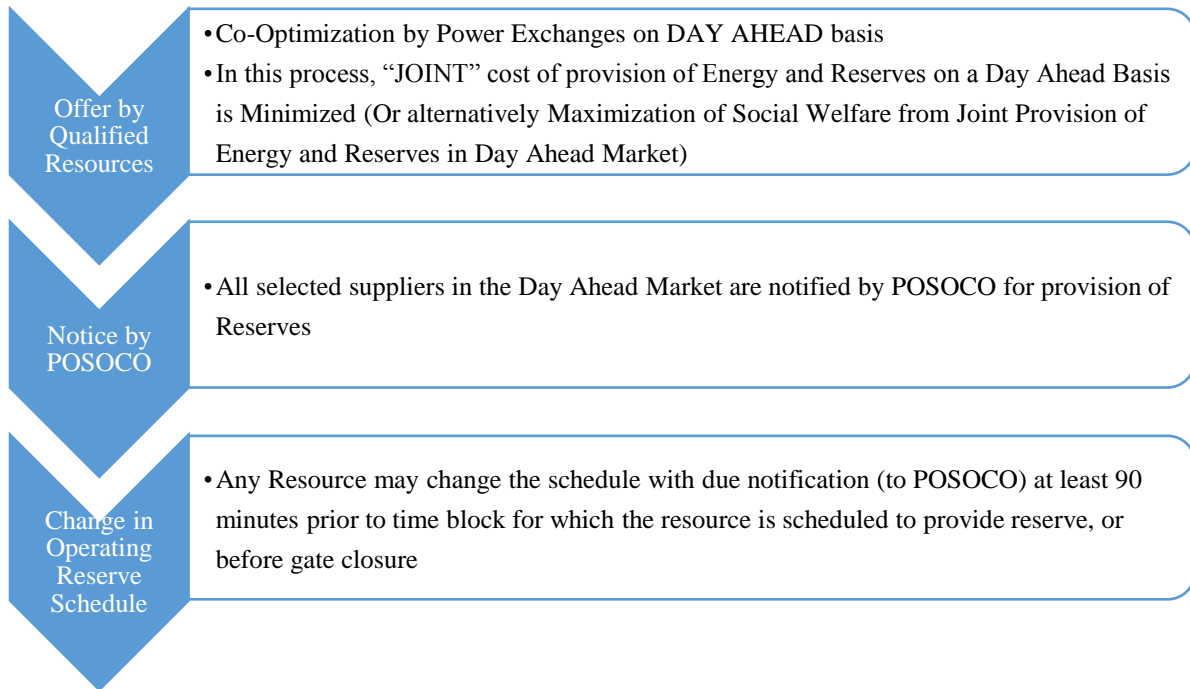 Offer by
Qualified
Resources
•Co-Optimization by Power Exchanges on DAY AHEAD basis
•In this process, “JOINT” cost of provision of Energy and Reserves on a Day Ahead Basis
is Minimized (Or alternatively Maximization of Social Welfare from Joint Provision of
Energy and Reserves in Day Ahead Market)
Notice by
POSOCO
•All selected suppliers in the Day Ahead Market are notified by POSOCO for provision of
Reserves
Change in
Operating
Reserve
Schedule
•Any Resource may change the schedule with due notification (to POSOCO) at least 90
minutes prior to time block for which the resource is scheduled to provide reserve, or
before gate closure